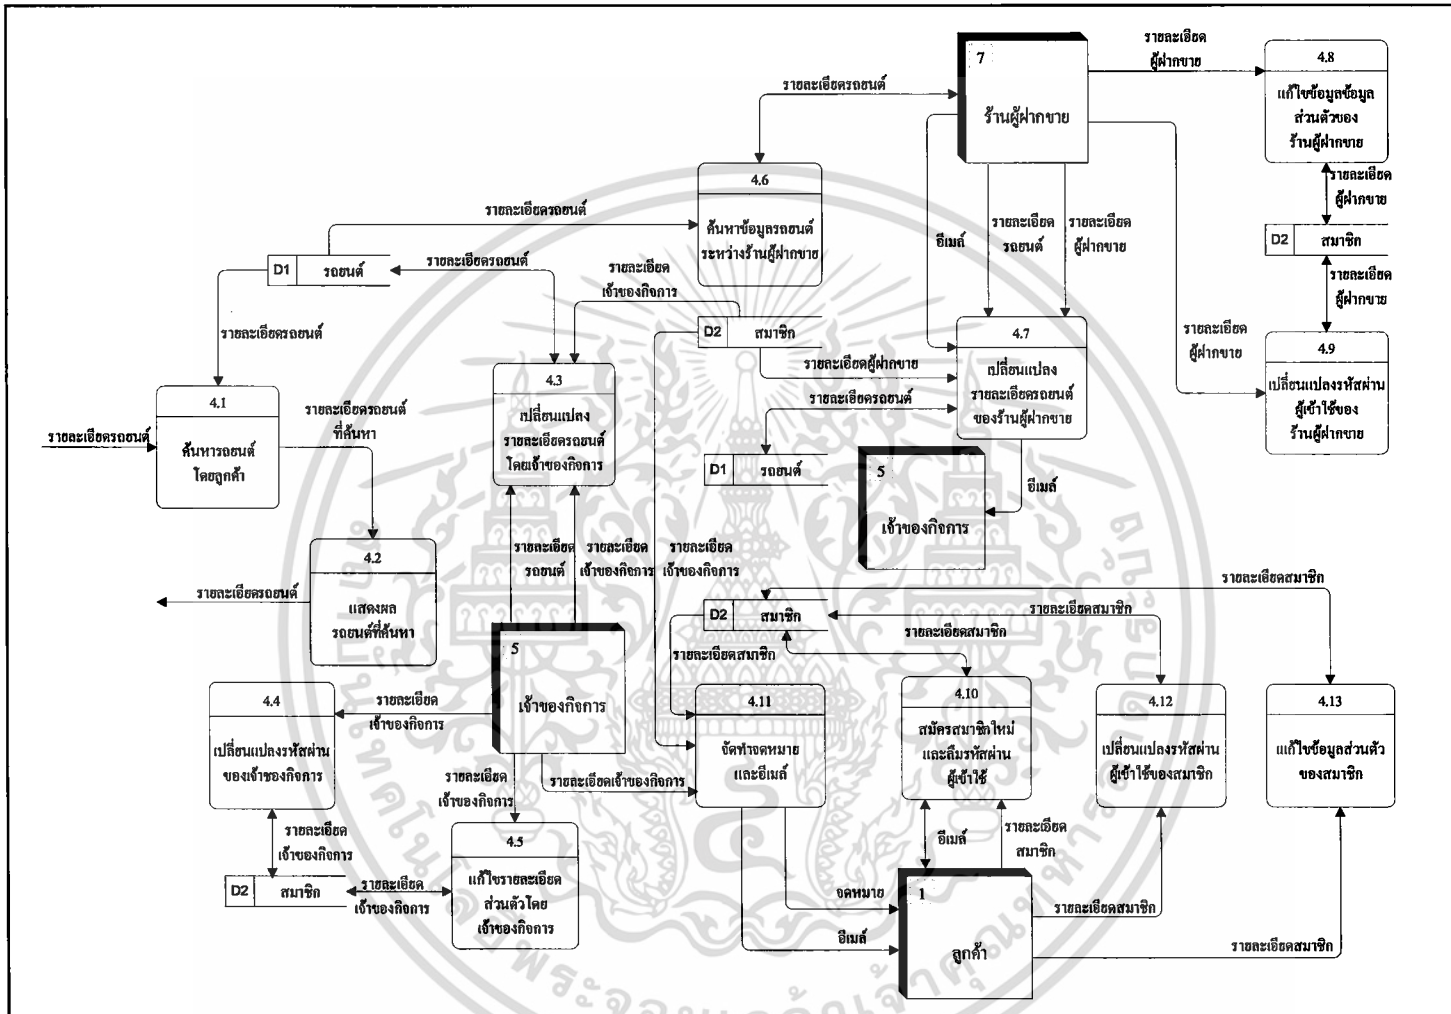 7
ร้านผู้ฝากขาย
รายละเอียด
ผู้ฝากขาย
4.8
แก้ไขข้อมูลข้อมูล
ส่วนตัวของ
ร้านผู้ฝากขาย
รายละเอียดรถยนต์
4.6
ค้นหาข้อมูลรถยนต์
ระหว่างร้านผู้ฝากขาย
รายละเอียดรถยนต์
D1 รถยนต์
รายละเอียดรถยนต์
รายละเอียด
เจ้าของกิจการ
อีเมล์
รายละเอียด
รถยนต์
รายละเอียด
ผู้ฝากขาย
รายละเอียด
ผู้ฝากขาย
D2 สมาชิก
รายละเอียด
ผู้ฝากขาย
รายละเอียดรถยนต์
D2 สมาชิก
4.7
เปลี่ยนแปลง
รายละเอียดรถยนต์
ของร้านผู้ฝากขาย
รายละเอียด
ผู้ฝากขาย
4.9
เปลี่ยนแปลงรหัสผ่าน
ผู้เข้าใช้ของ
ร้านผู้ฝากขาย
รายละเอียดผู้ฝากขาย
รายละเอียดรถยนต์
4.3
เปลี่ยนแปลง
รายละเอียดรถยนต์
โดยเจ้าของกิจการ
4.1
ค้นหารถยนต์
โดยลูกค้า
รายละเอียดรถยนต์
รายละเอียดรถยนต์
ที่ค้นหา
D1 รถยนต์
5
เจ้าของกิจการ
อีเมล์
4.2
แสดงผล
รถยนต์ที่ค้นหา
รายละเอียดรถยนต์
รายละเอียด
รถยนต์
รายละเอียด
เจ้าของกิจการ
รายละเอียด
เจ้าของกิจการ
D2 สมาชิก
รายละเอียดสมาชิก
รายละเอียดสมาชิก
รายละเอียดสมาชิก
รายละเอียดสมาชิก
5
เจ้าของกิจการ
4.4
เปลี่ยนแปลงรหัสผ่าน
ของเจ้าของกิจการ
รายละเอียด
เจ้าของกิจการ
4.11
จัดทำจดหมาย
และอีเมล์
4.10
สมัครสมาชิกใหม่
และลืมรหัสผ่าน
ผู้เข้าใช้
4.12
เปลี่ยนแปลงรหัสผ่าน
ผู้เข้าใช้ของสมาชิก
4.13
แก้ไขข้อมูลส่วนตัว
ของสมาชิก
รายละเอียด
เจ้าของกิจการ
รายละเอียดเจ้าของกิจการ
รายละเอียด
เจ้าของกิจการ
4.5
แก้ไขรายละเอียด
ส่วนตัวโดย
เจ้าของกิจการ
D2 สมาชิก
รายละเอียด
เจ้าของกิจการ
อีเมล์
รายละเอียด
สมาชิก
จดหมาย
อีเมล์
1
ลูกค้า
รายละเอียดสมาชิก
รายละเอียดสมาชิก